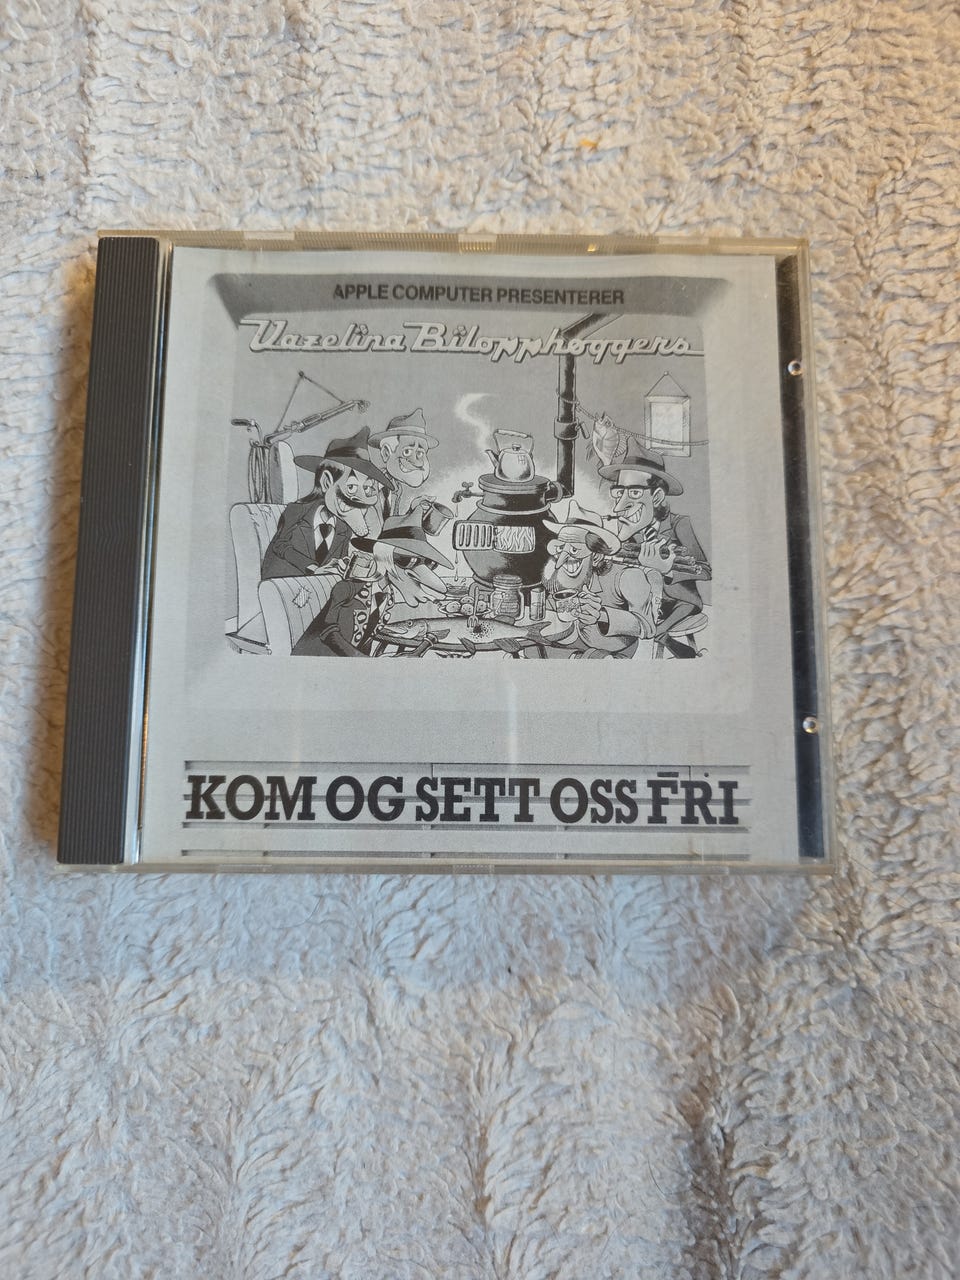 APPLE COMPUTER PRESENTERER
Vazelina Bilopphøggers
KOM OG SETT OSS FRI